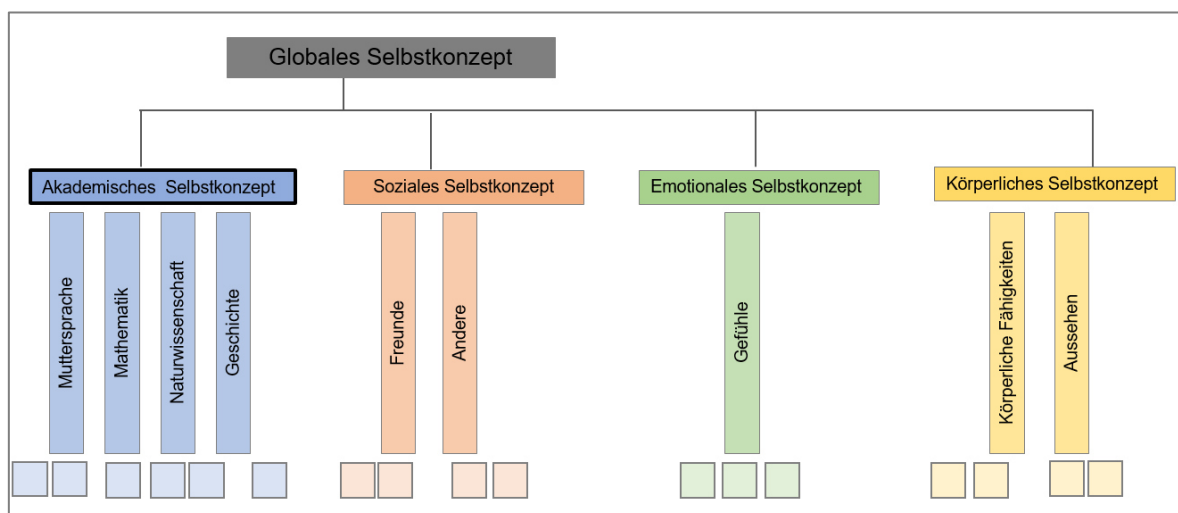 Globales Selbstkonzept
Akademisches Selbstkonzept
Soziales Selbstkonzept
Emotionales Selbstkonzept
Körperliches Selbstkonzept
Muttersprache
Mathematik
Naturwissenschaft
Geschichte
Freunde
Andere
Gefühle
Körperliche Fähigkeiten
Aussehen